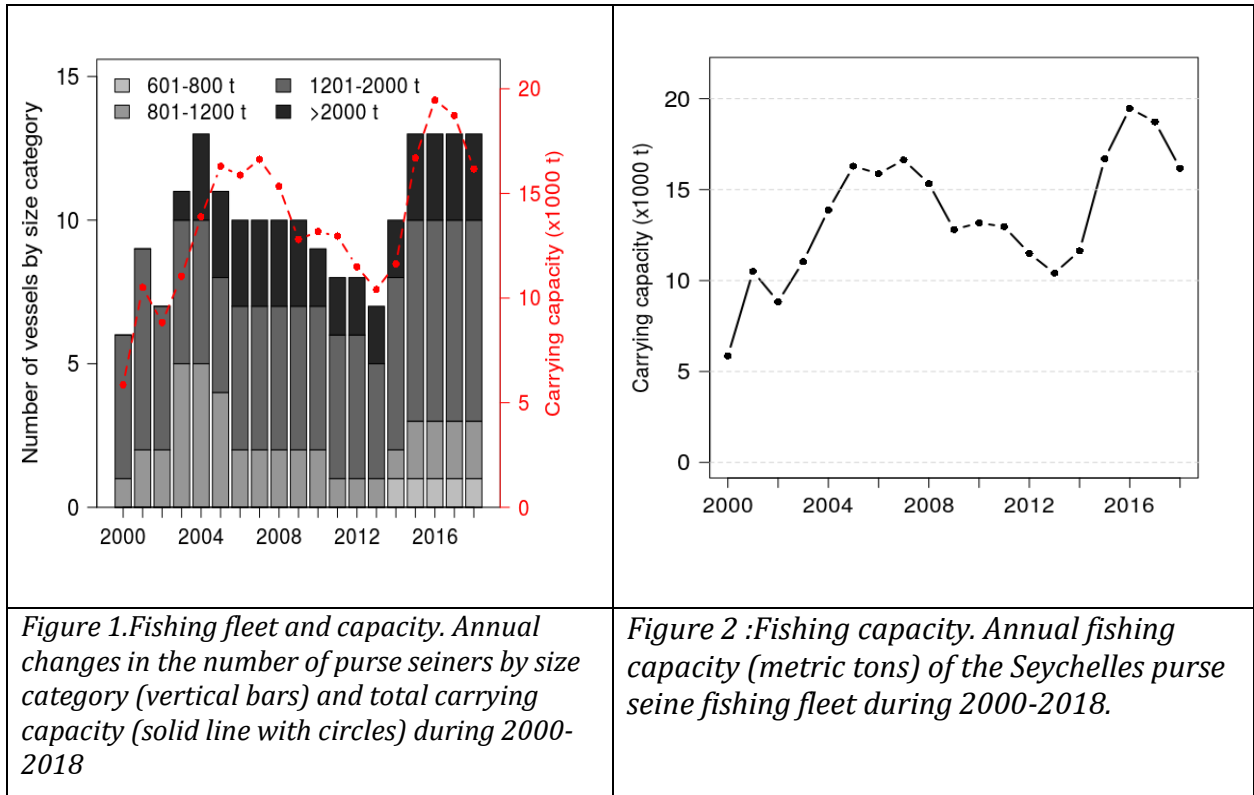 15
10
5
0
Number of vessels by size category
601-800 t
801-1200 t
1201-2000 t
>2000 t
20
15
10
5
0
Carrying capacity (x1000 t)
2000 2004 2008 2012 2016
Figure 1.Fishing fleet and capacity. Annual
changes in the number of purse seiners by size
category (vertical bars) and total carrying
capacity (solid line with circles) during 2000-
2018
20
15
10
5
0
Carrying capacity (x1000 t)
2000 2004 2008 2012 2016
Figure 2 :Fishing capacity. Annual fishing
capacity (metric tons) of the Seychelles purse
seine fishing fleet during 2000-2018.